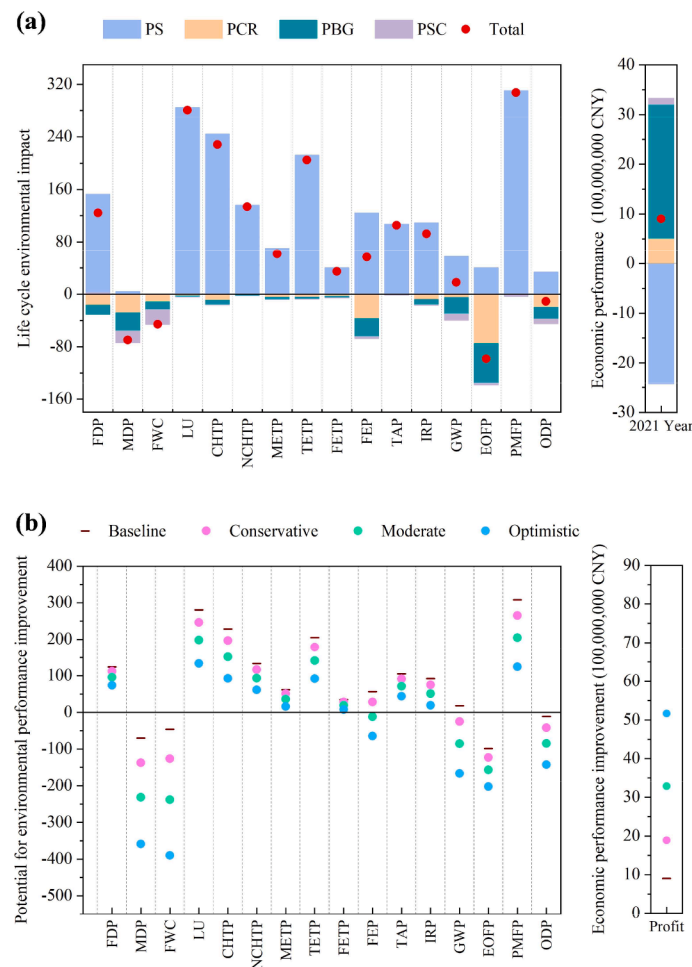 (a)
PS PCR PBG PSC Total
Life cycle environmental impact
320
240
160
80
0
-80
-160
FDP MDP FWC LU CHTP NCHTP METP TETP FETP FEP TAP IRP GWP EOFP PMFP ODP
Economic performance (100,000,000 CNY)
40
30
20
10
0
-10
-20
-30
2021 Year
(b)
Baseline Conservative Moderate Optimistic
Potential for environmental performance improvement
400
300
200
100
0
-100
-200
-300
-400
-500
FDP MDP FWC LU CHTP NCHTP METP TETP FETP FEP TAP IRP GWP EOFP PMFP ODP
Economic performance improvement (100,000,000 CNY)
90
80
70
60
50
40
30
20
10
0
Profit